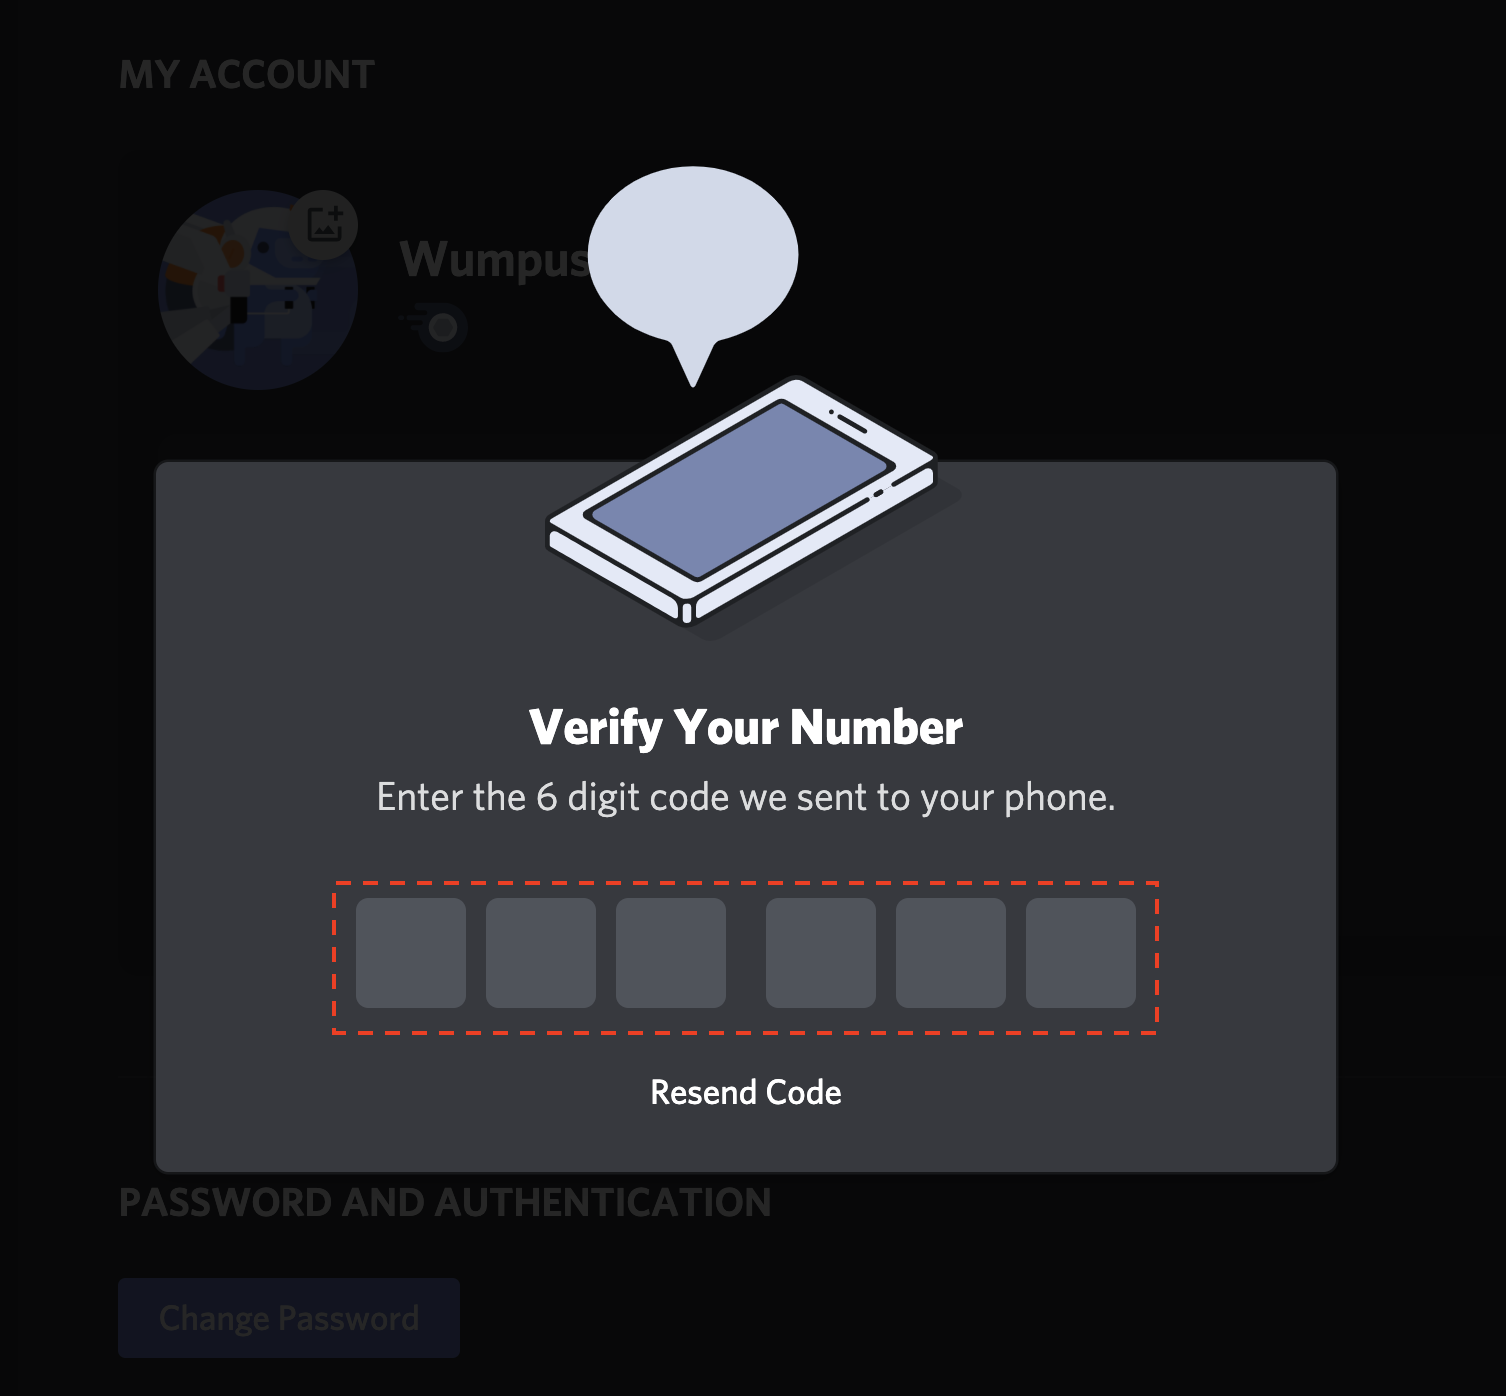 MY ACCOUNT
Wumpus
Verify Your Number
Enter the 6 digit code we sent to your phone.
Resend Code
PASSWORD AND AUTHENTICATION
Change Password